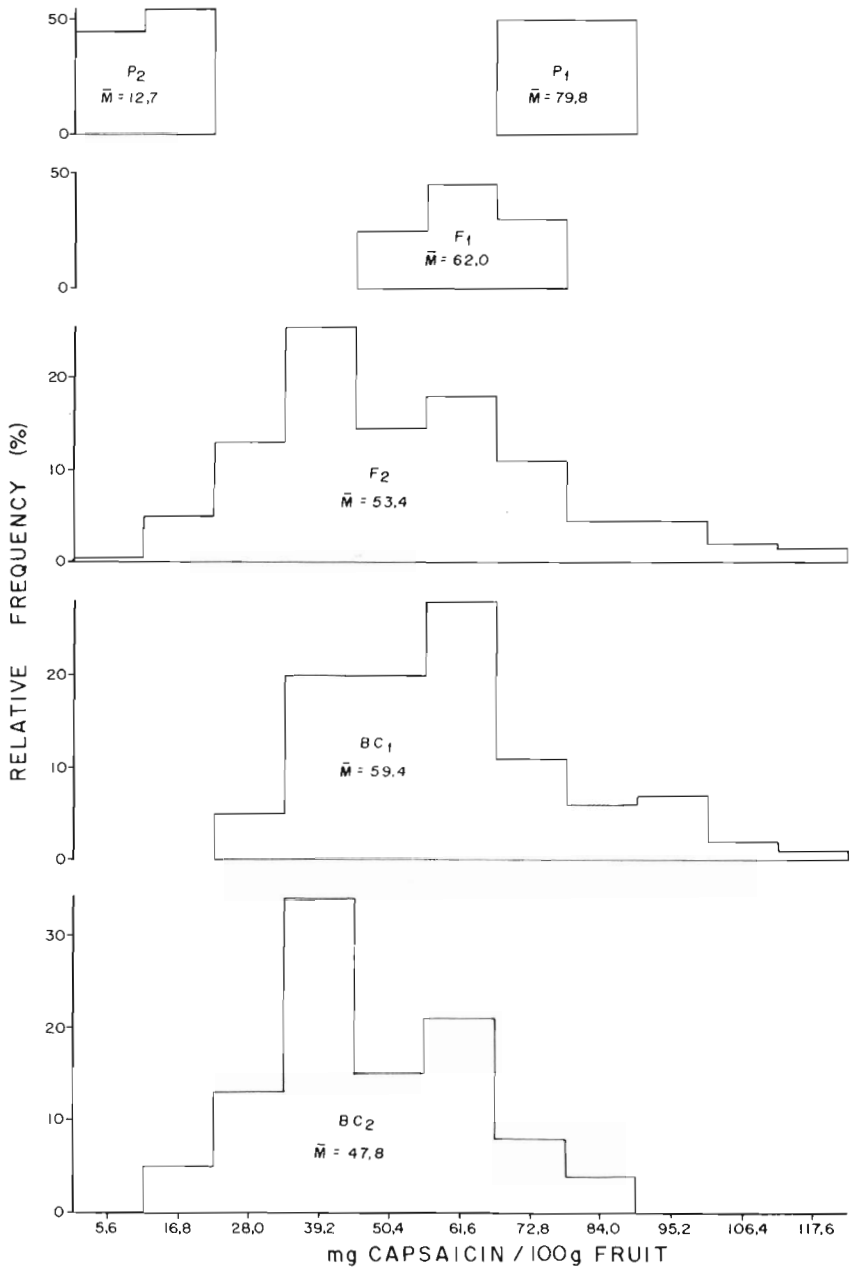 50
0
P2
M̄ = 12,7
P1
M̄ = 79,8
50
0
F1
M̄ = 62,0
20
10
0
F2
M̄ = 53,4
20
10
0
BC1
M̄ = 59,4
30
20
10
0
BC2
M̄ = 47,8
RELATIVE FREQUENCY (%)
5,6 16,8 28,0 39,2 50,4 61,6 72,8 84,0 95,2 106,4 117,6
mg CAPSAICIN / 100g FRUIT